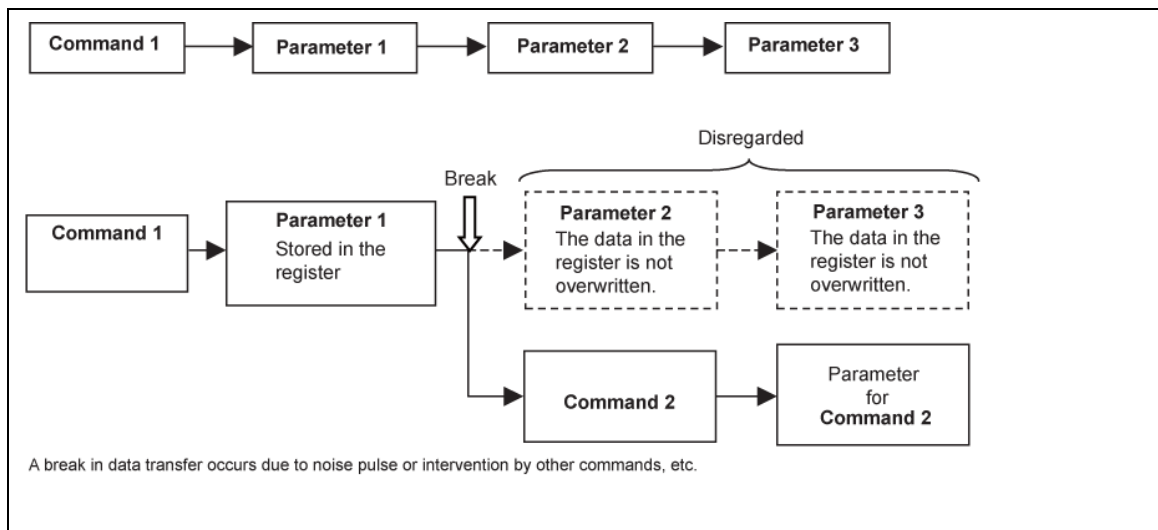 Command 1
Parameter 1
Parameter 2
Parameter 3
Disregarded
Break
Command 1
Parameter 1
Stored in the
register
Parameter 2
The data in the
register is not
overwritten.
Parameter 3
The data in the
register is not
overwritten.
Command 2
Parameter
for
Command 2
A break in data transfer occurs due to noise pulse or intervention by other commands, etc.